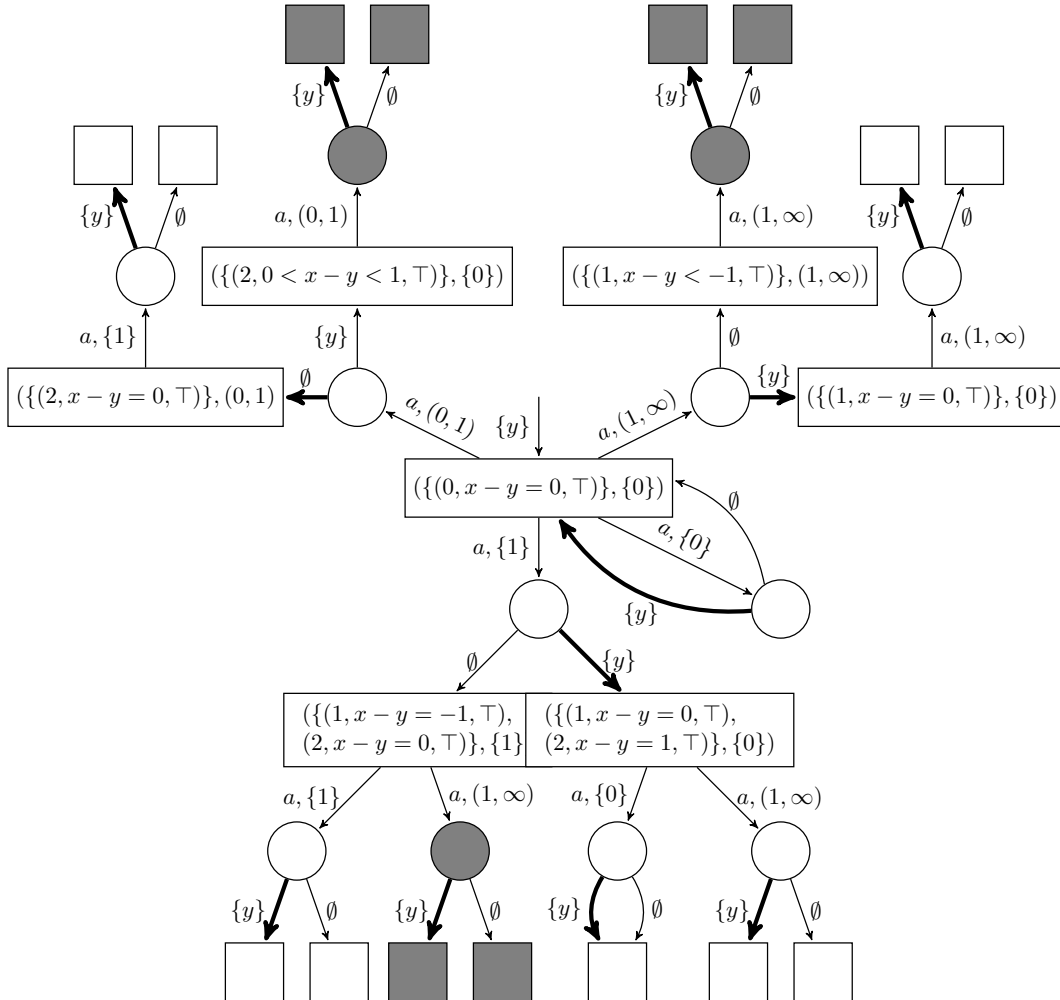 {y}
∅
{y}
∅
{y}
∅
{y}
∅
a, (0, 1)
a, (1, ∞)
({(2, 0 < x − y < 1, ⊤)}, {0})
({(1, x − y < −1, ⊤)}, (1, ∞))
a, {1}
{y}
∅
a, (1, ∞)
({(2, x − y = 0, ⊤)}, (0, 1)
∅
{y}
({(1, x − y = 0, ⊤)}, {0})
a, (0, 1)
{y}
a, (1, ∞)
({(0, x − y = 0, ⊤)}, {0})
∅
a, {1}
a, {0}
{y}
∅
{y}
({(1, x − y = −1, ⊤),
(2, x − y = 0, ⊤)}, {1}
({(1, x − y = 0, ⊤),
(2, x − y = 1, ⊤)}, {0})
a, {1}
a, (1, ∞)
a, {0}
a, (1, ∞)
{y}
∅
{y}
∅
{y}
∅
{y}
∅